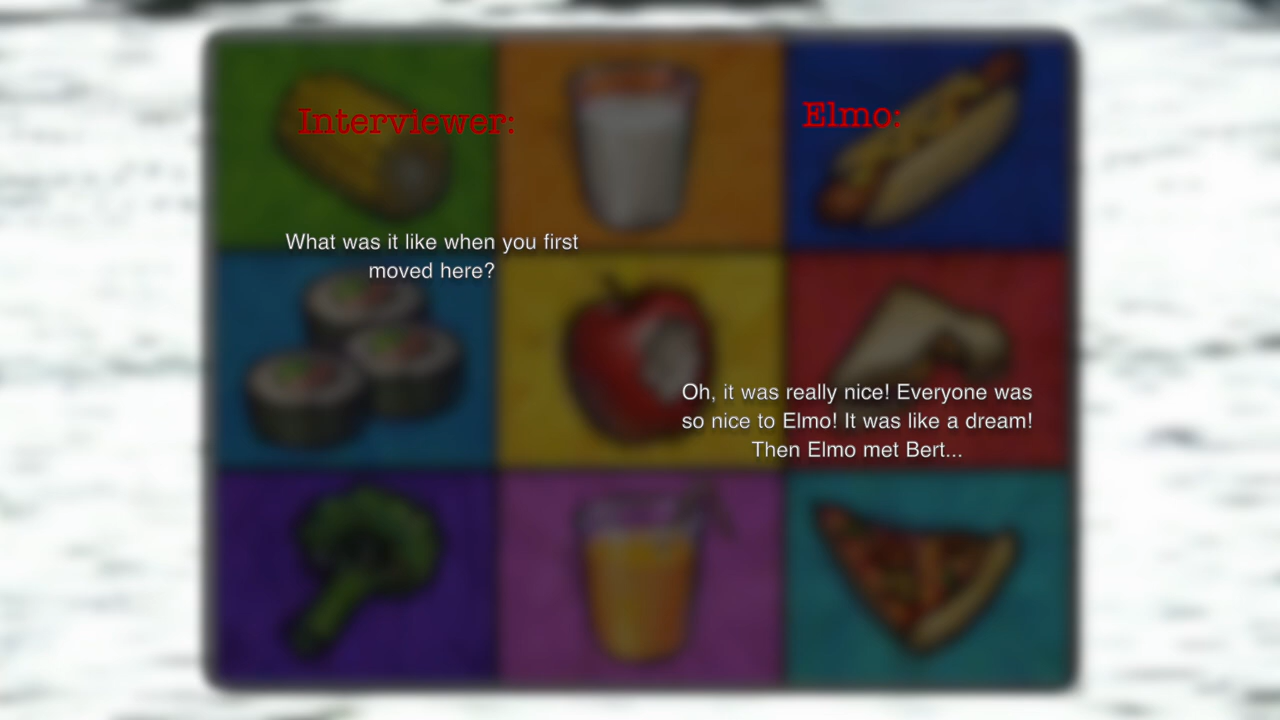 Interviewer:
What was it like when you first
moved here?
Elmo:
Oh, it was really nice! Everyone was
so nice to Elmo! It was like a dream!
Then Elmo met Bert...